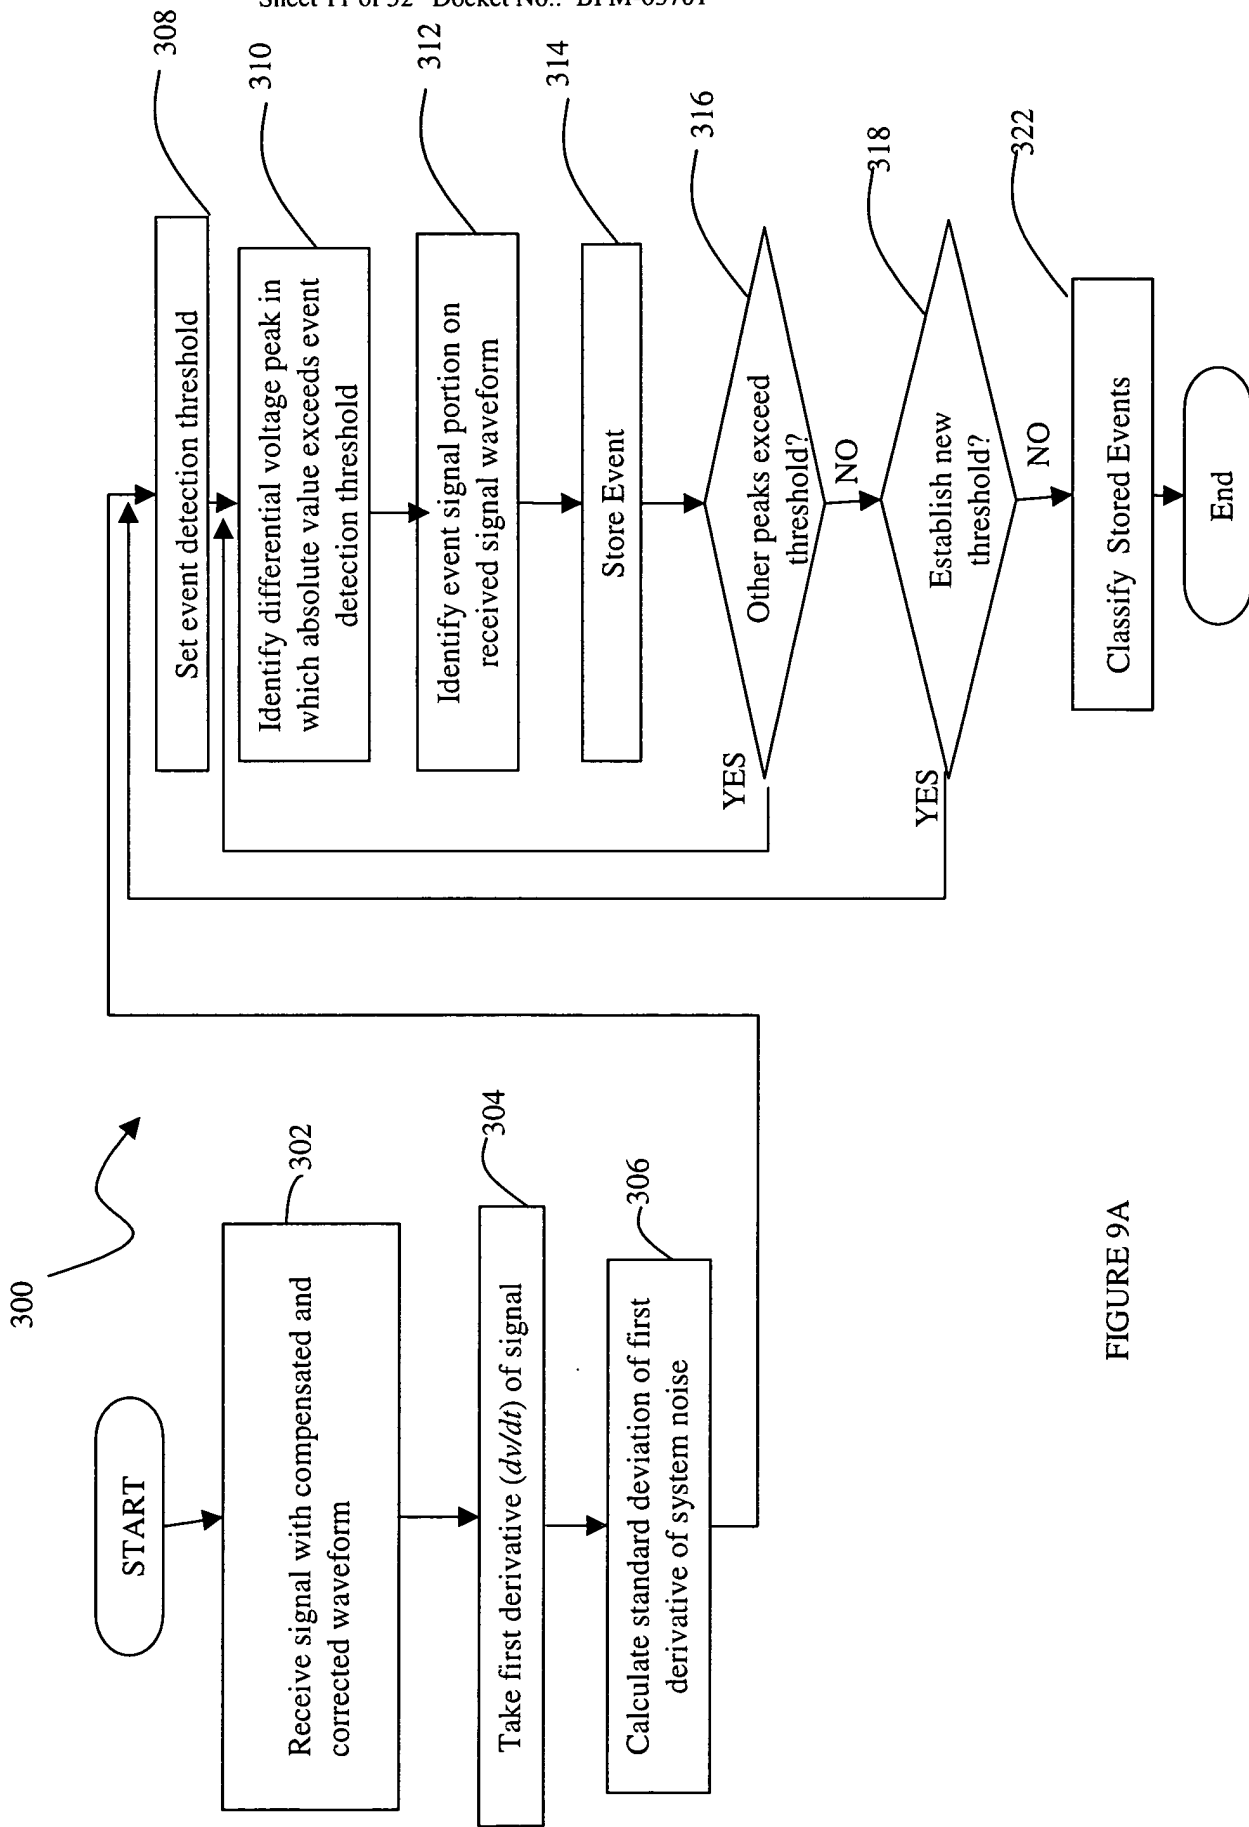 Sheet 11 of 32 Docket No.: BPM-03701
300
START
302
Receive signal with compensated and
corrected waveform
304
Take first derivative (dv/dt) of signal
306
Calculate standard deviation of first
derivative of system noise
308
Set event detection threshold
310
Identify differential voltage peak in
which absolute value exceeds event
detection threshold
312
Identify event signal portion on
received signal waveform
314
Store Event
316
Other peaks exceed
threshold?
YES
NO
318
Establish new
threshold?
YES
NO
322
Classify Stored Events
End
FIGURE 9A